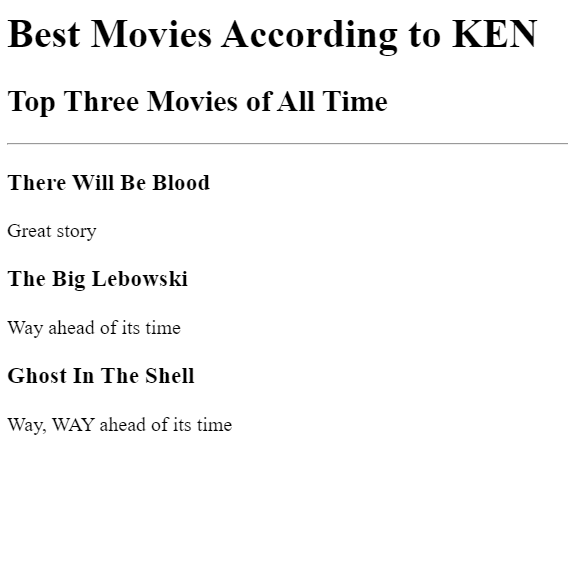 Best Movies According to KEN
Top Three Movies of All Time
There Will Be Blood
Great story
The Big Lebowski
Way ahead of its time
Ghost In The Shell
Way, WAY ahead of its time